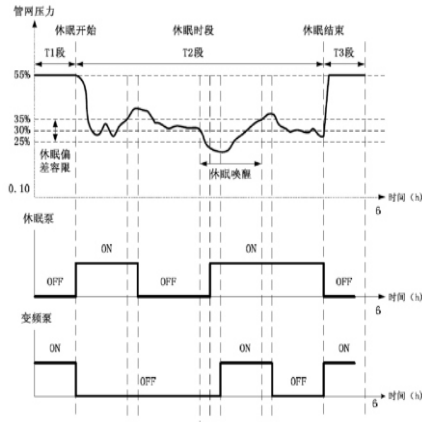 管网压力
休眠开始 休眠时段 休眠结束
T1段 T2段 T3段
55%
35%
30%
25%
休眠偏
差容限
休眠唤醒
0.10
6 时间(h)
休眠泵
ON ON
OFF OFF OFF
6 时间(h)
变频泵
ON ON ON
OFF OFF
6 时间(h)